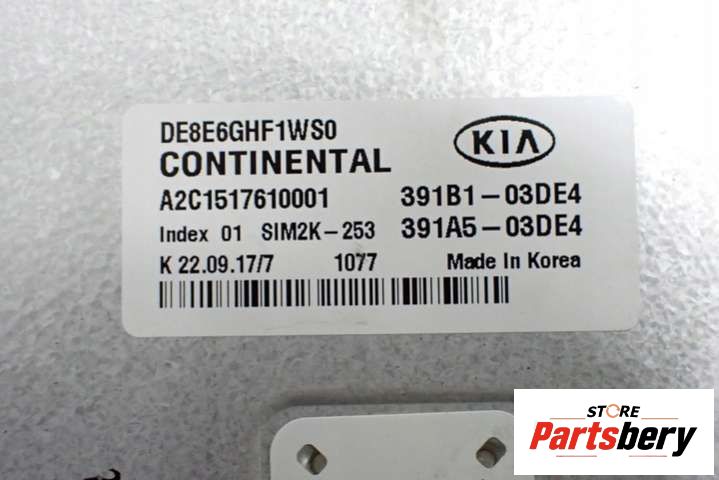 DE8E6GHF1WS0
KIA
CONTINENTAL
A2C1517610001 391B1-03DE4
Index 01 SIM2K-253 391A5-03DE4
K 22.09.17/7 1077 Made In Korea
STORE
Partsbery